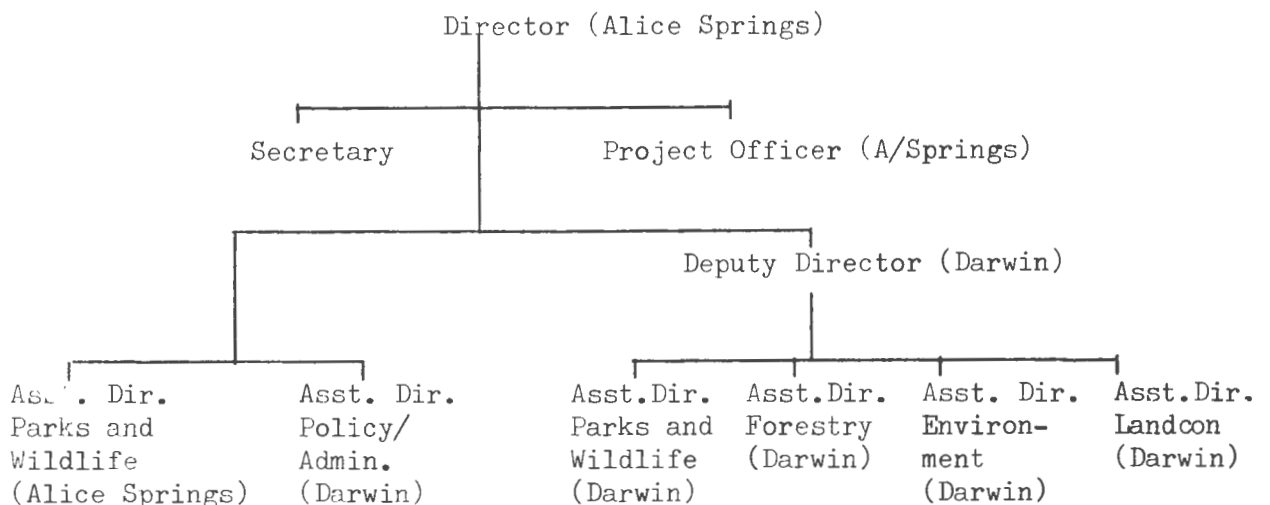 Director (Alice Springs)
Secretary
Project Officer (A/Springs)
Deputy Director (Darwin)
Dir.
Parks and
Wildlife
(Alice Springs)
Asst. Dir.
Policy/
Admin.
(Darwin)
Asst.Dir.
Parks and
Wildlife
(Darwin)
Asst.Dir.
Forestry
(Darwin)
Asst. Dir.
Environ-
ment
(Darwin)
Asst.Dir.
Landcon
(Darwin)